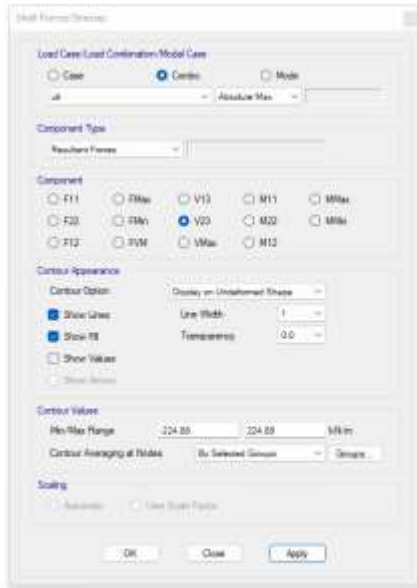 Shell Forces/Stresses
Load Case/Load Combination/Modal Case
Case Combo Mode
all Absolute Max
Component Type
Resultant Forces
Component
F11 FMax V13 M11 MMax
F22 FMin V23 M22 MMin
F12 FVM VMax M12
Contour Appearance
Contour Option Display on Undeformed Shape
Show Lines Line Width 1
Show Fill Transparency 0.0
Show Values
Show Arrows
Contour Values
Min/Max Range -224.88 224.88 kN/m
Contour Averaging at Nodes By Selected Groups Groups...
Scaling
Automatic User Scale Factor
OK Close Apply